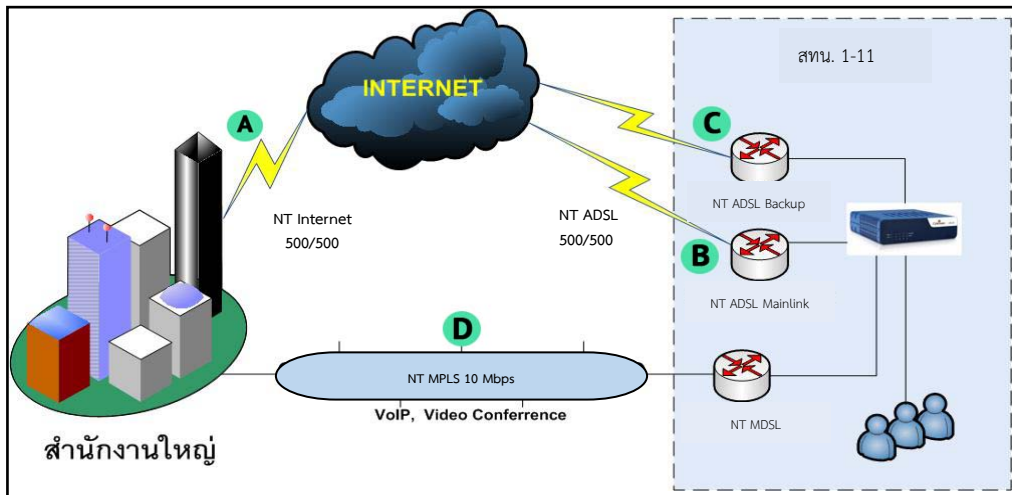 สทน. 1-11
INTERNET
A
C
NT ADSL Backup
NT Internet
500/500
NT ADSL
500/500
B
NT ADSL Mainlink
D
NT MPLS 10 Mbps
VoIP, Video Conferrence
NT MDSL
สำนักงานใหญ่